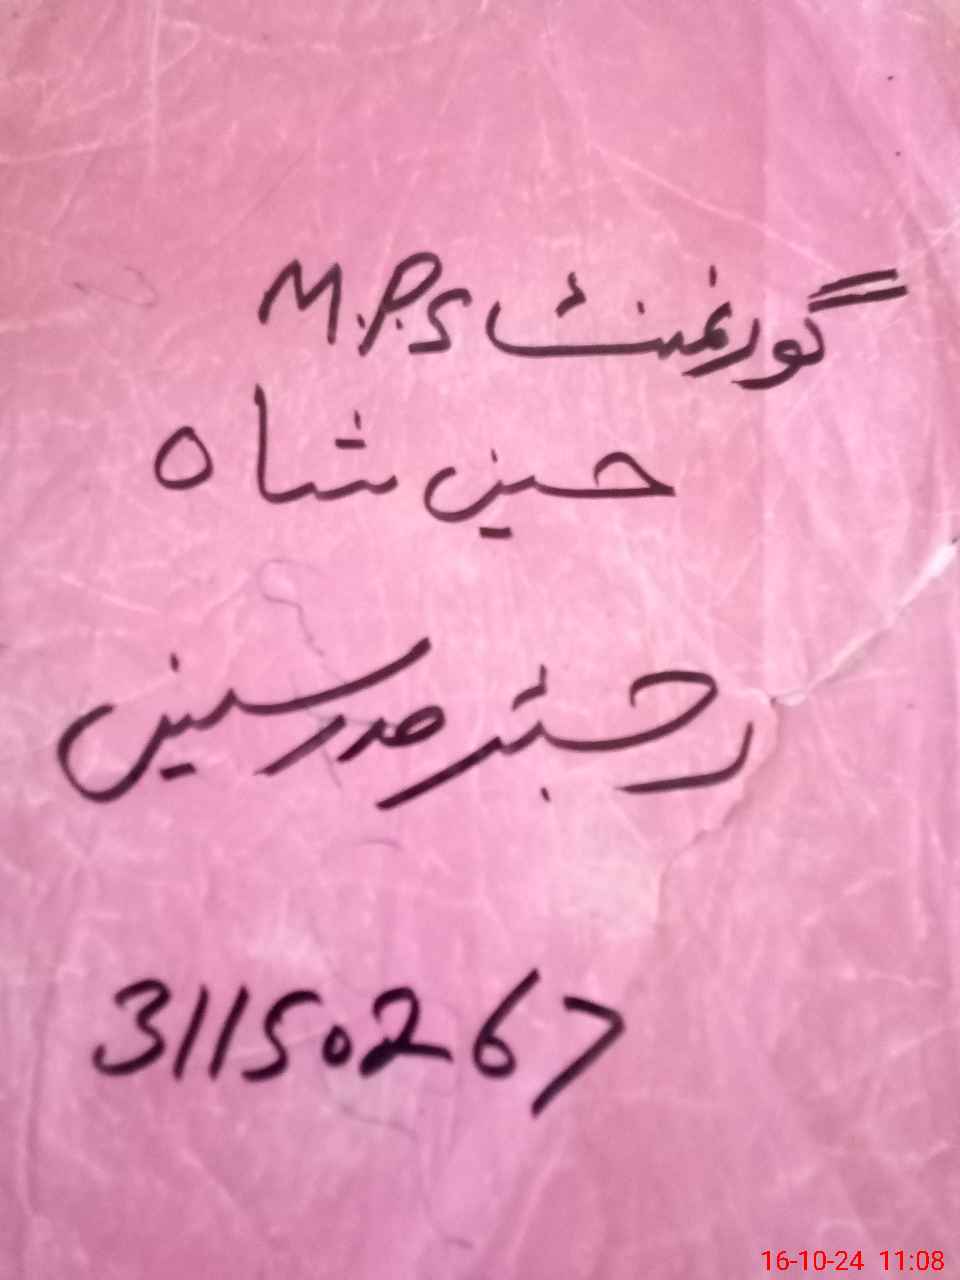 گورنمنٹ M.P.S
حسین شاہ
رجسٹر مدرسین
31150267
16-10-24 11:08